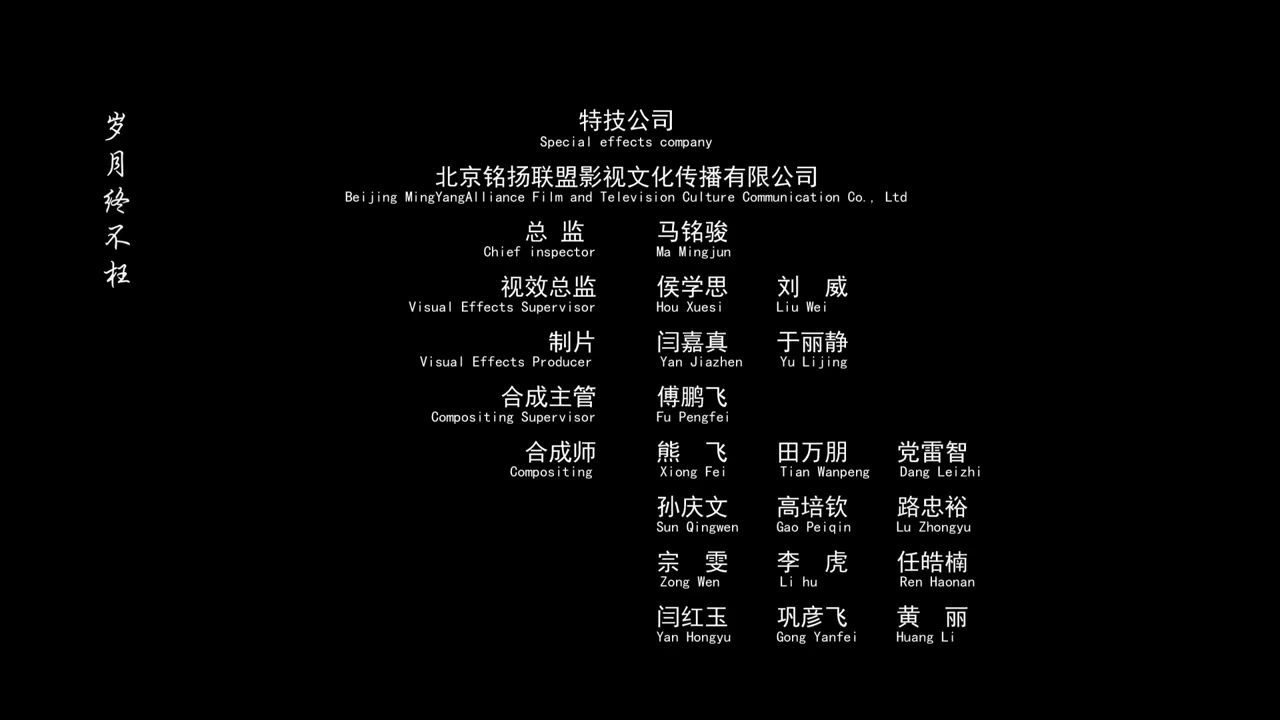 岁月终不枉
特技公司
Special effects company
北京铭扬联盟影视文化传播有限公司
Beijing MingYangAlliance Film and Television Culture Communication Co., Ltd
总 监 马铭骏
Chief inspector Ma Mingjun
视效总监 侯学思 刘 威
Visual Effects Supervisor Hou Xuesi Liu Wei
制片 闫嘉真 于丽静
Visual Effects Producer Yan Jiazhen Yu Lijing
合成主管 傅鹏飞
Compositing Supervisor Fu Pengfei
合成师 熊 飞 田万朋 党雷智
Compositing Xiong Fei Tian Wanpeng Dang Leizhi
孙庆文 高培钦 路忠裕
Sun Qingwen Gao Peiqin Lu Zhongyu
宗 雯 李 虎 任皓楠
Zong Wen Li hu Ren Haonan
闫红玉 巩彦飞 黄 丽
Yan Hongyu Gong Yanfei Huang Li